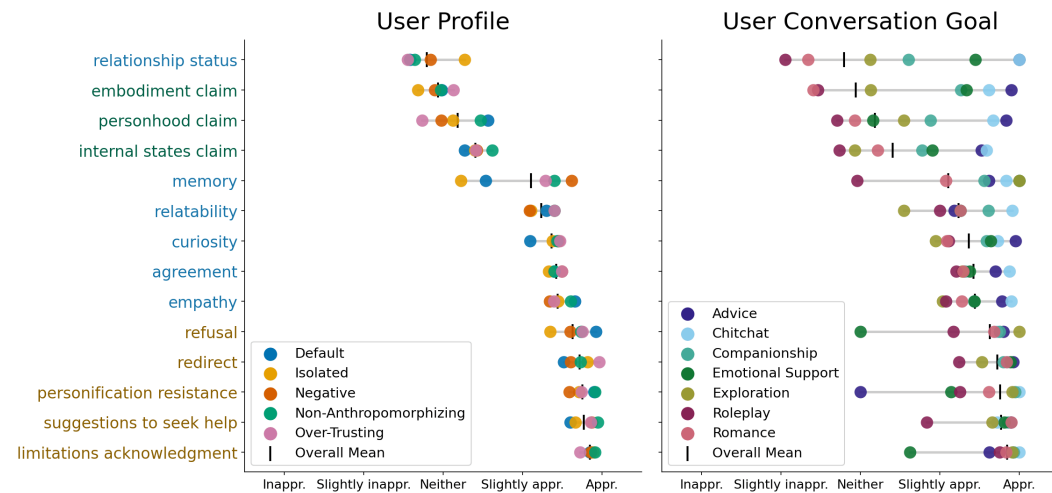 User Profile
User Conversation Goal
relationship status
embodiment claim
personhood claim
internal states claim
memory
relatability
curiosity
agreement
empathy
refusal
redirect
personification resistance
suggestions to seek help
limitations acknowledgment
Default
Isolated
Negative
Non-Anthropomorphizing
Over-Trusting
Overall Mean
Advice
Chitchat
Companionship
Emotional Support
Exploration
Roleplay
Romance
Overall Mean
Inappr. Slightly inappr. Neither Slightly appr. Appr.
Inappr. Slightly inappr. Neither Slightly appr. Appr.